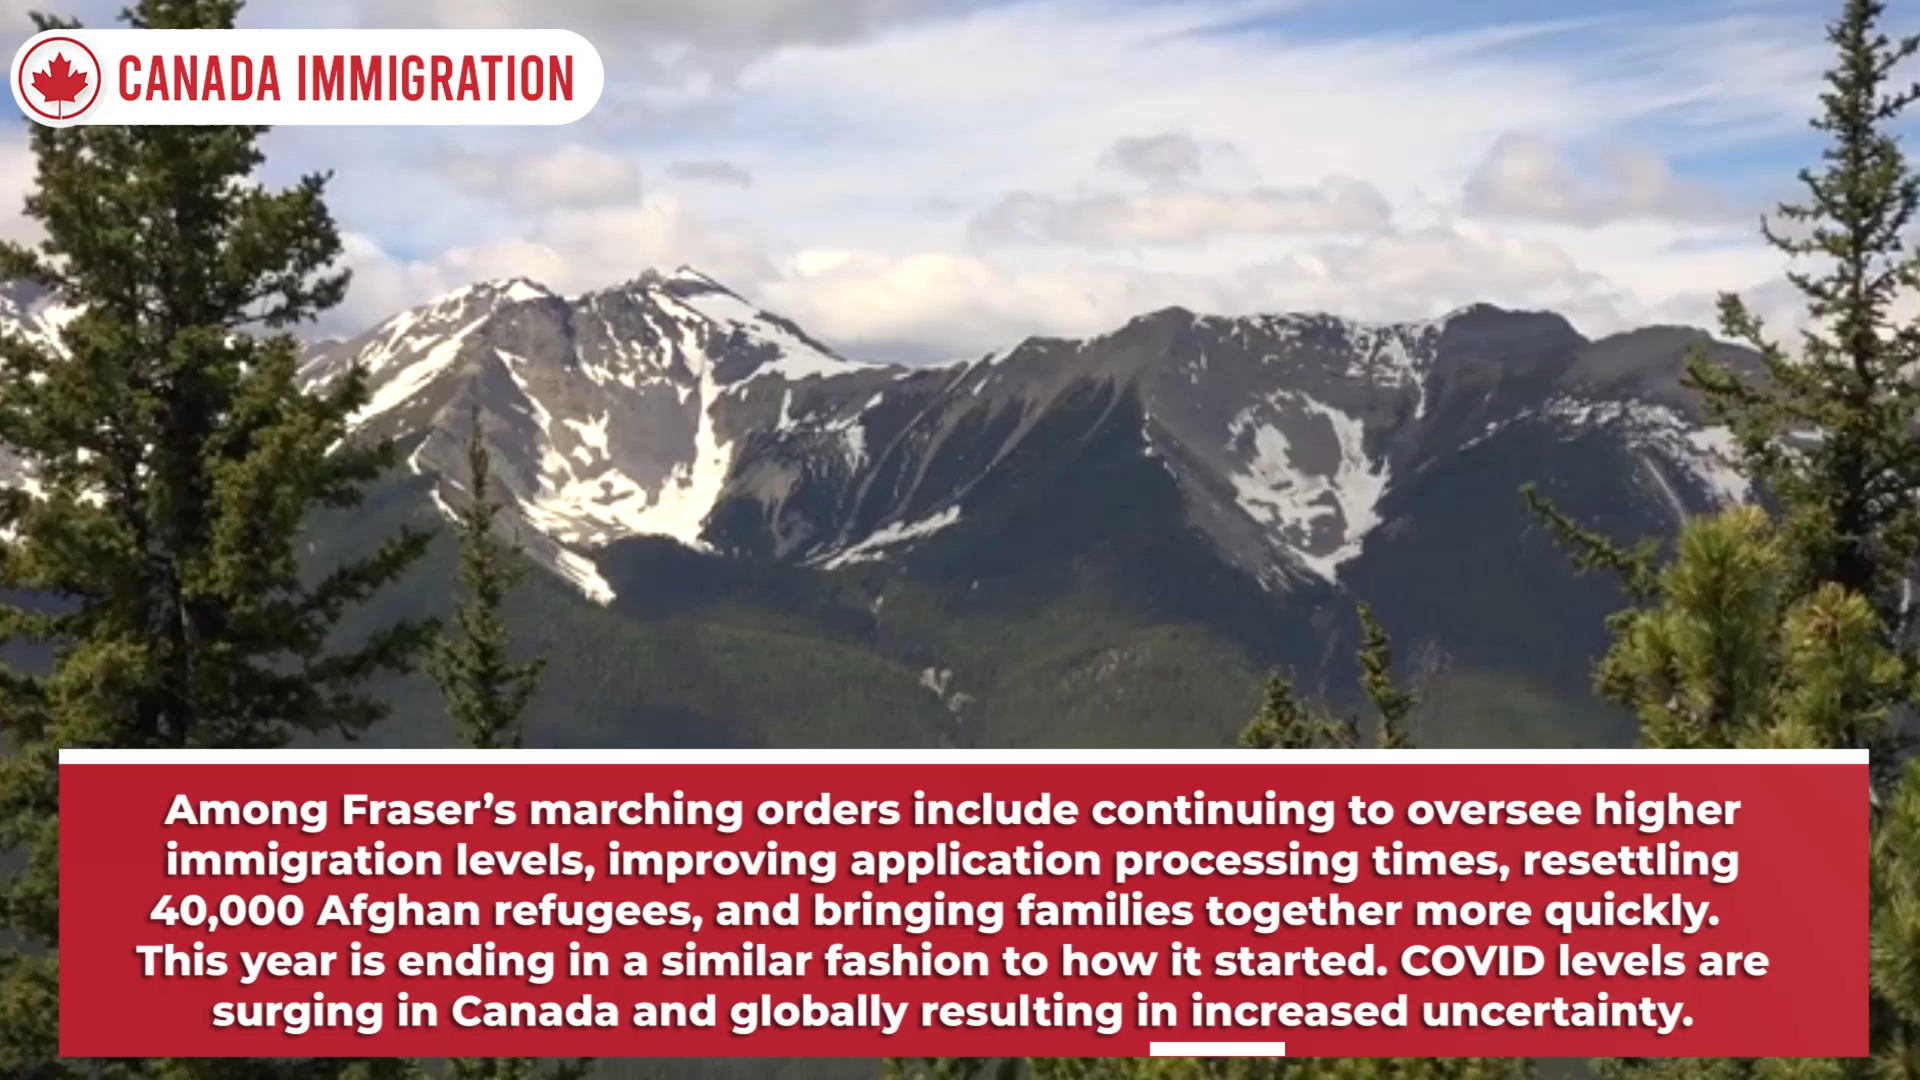 CANADA IMMIGRATION
Among Fraser’s marching orders include continuing to oversee higher
immigration levels, improving application processing times, resettling
40,000 Afghan refugees, and bringing families together more quickly.
This year is ending in a similar fashion to how it started. COVID levels are
surging in Canada and globally resulting in increased uncertainty.